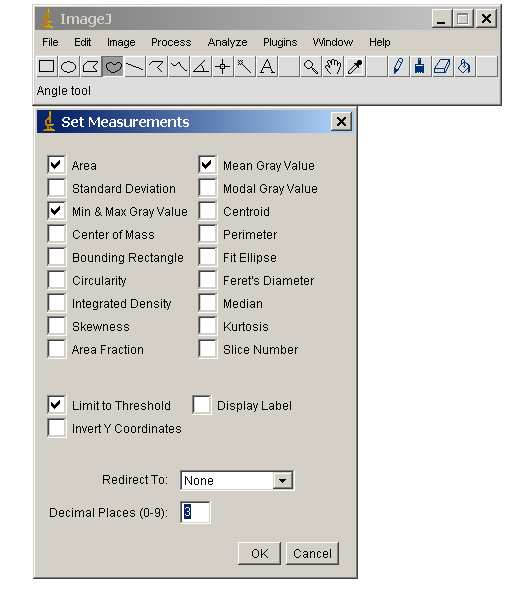 ImageJ
File Edit Image Process Analyze Plugins Window Help
A
Angle tool
Set Measurements
Area Mean Gray Value
Standard Deviation Modal Gray Value
Min & Max Gray Value Centroid
Center of Mass Perimeter
Bounding Rectangle Fit Ellipse
Circularity Feret's Diameter
Integrated Density Median
Skewness Kurtosis
Area Fraction Slice Number
Limit to Threshold Display Label
Invert Y Coordinates
Redirect To: None
Decimal Places (0-9): 3
OK Cancel